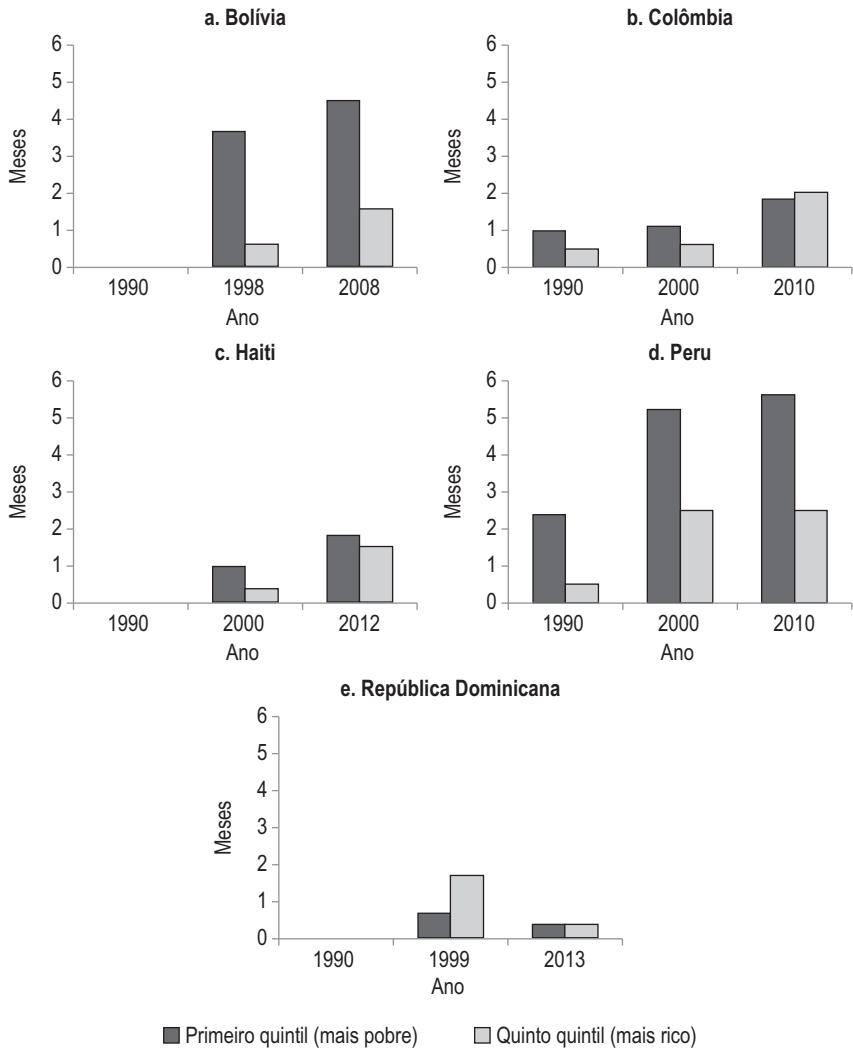 a. Bolívia
6
5
4
3
2
1
0
Meses
1990 1998 2008
Ano
b. Colômbia
6
5
4
3
2
1
0
Meses
1990 2000 2010
Ano
c. Haiti
6
5
4
3
2
1
0
Meses
1990 2000 2012
Ano
d. Peru
6
5
4
3
2
1
0
Meses
1990 2000 2010
Ano
e. República Dominicana
6
5
4
3
2
1
0
Meses
1990 1999 2013
Ano
Primeiro quintil (mais pobre) Quinto quintil (mais rico)